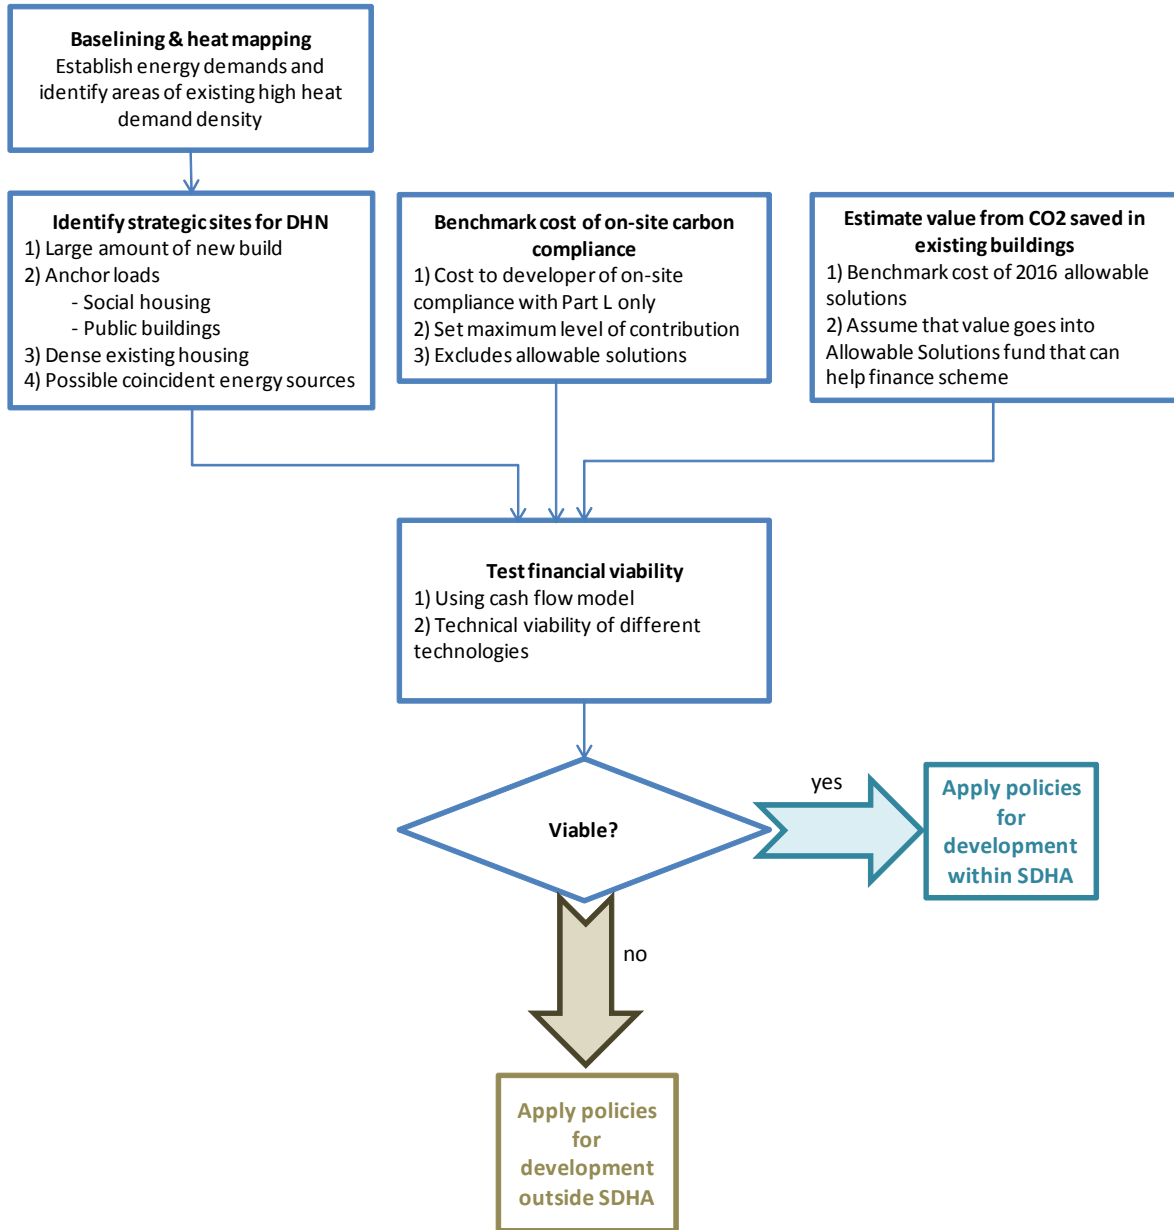 Baselining & heat mapping
Establish energy demands and
identify areas of existing high heat
demand density
Identify strategic sites for DHN
1) Large amount of new build
2) Anchor loads
- Social housing
- Public buildings
3) Dense existing housing
4) Possible coincident energy sources
Benchmark cost of on-site carbon
compliance
1) Cost to developer of on-site
compliance with Part L only
2) Set maximum level of contribution
3) Excludes allowable solutions
Estimate value from CO2 saved in
existing buildings
1) Benchmark cost of 2016 allowable
solutions
2) Assume that value goes into
Allowable Solutions fund that can
help finance scheme
Test financial viability
1) Using cash flow model
2) Technical viability of different
technologies
Viable?
yes
Apply policies
for
development
within SDHA
no
Apply policies
for
development
outside SDHA